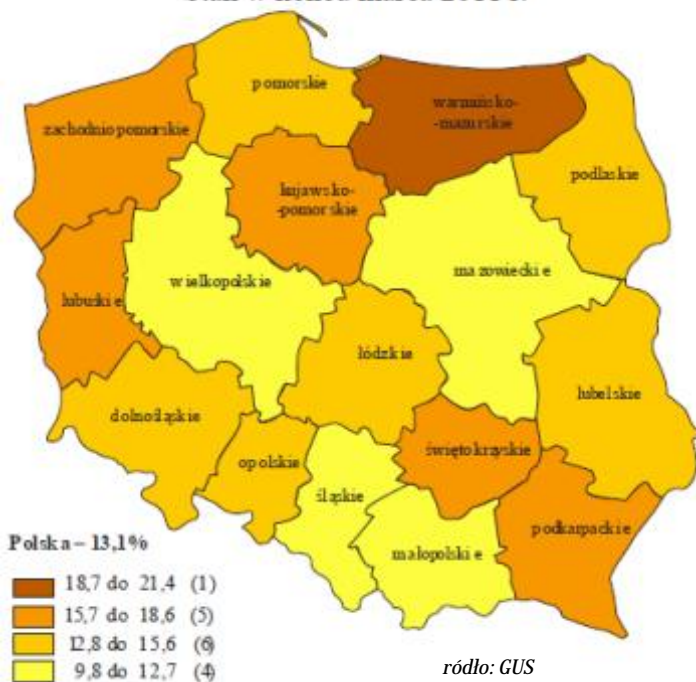 pomorskie
warmińsko-
-mazurskie
zachodniopomorskie
podlaskie
kujawsko-
-pomorskie
mazowieckie
wielkopolskie
lubuskie
łódzkie
lubelskie
dolnośląskie
opolskie
świętokrzyskie
śląskie
podkarpackie
małopolskie
Polska – 13,1%
18,7 do 21,4 (1)
15,7 do 18,6 (5)
12,8 do 15,6 (6)
9,8 do 12,7 (4)
ródło: GUS